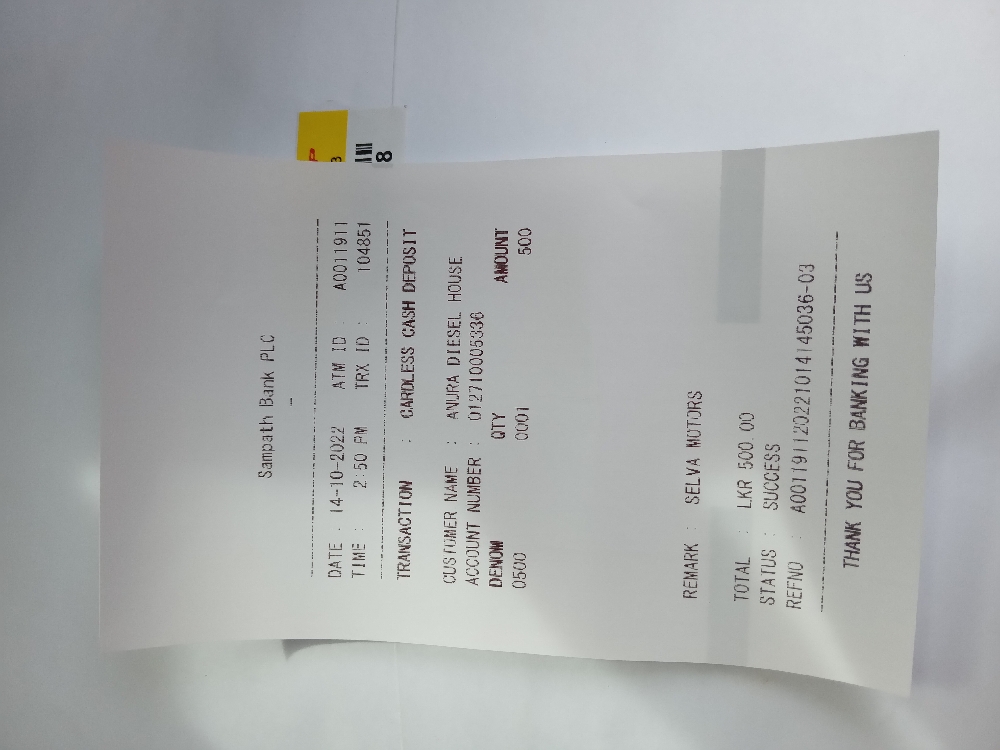 Sampath Bank PLC
DATE : 14-10-2022 ATM ID : A0011911
TIME : 2:50 PM TRX ID : 104851
TRANSACTION : CARDLESS CASH DEPOSIT
CUSTOMER NAME : ANURA DIESEL HOUSE
ACCOUNT NUMBER : 012710005336
DENOM QTY AMOUNT
0500 0001 500
REMARK : SELVA MOTORS
TOTAL : LKR 500.00
STATUS : SUCCESS
REFNO : A001191120221014145036-03
THANK YOU FOR BANKING WITH US
P
8